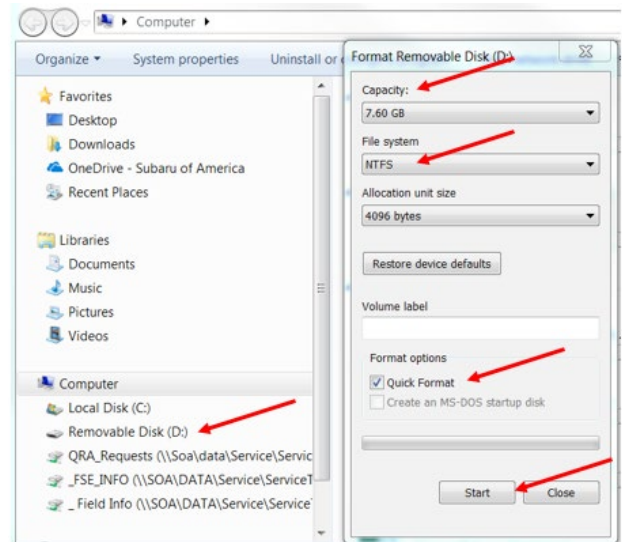 Computer
Organize
System properties
Uninstall or
Favorites
Desktop
Downloads
OneDrive - Subaru of America
Recent Places
Libraries
Documents
Music
Pictures
Videos
Computer
Local Disk (C:)
Removable Disk (D:)
QRA_Requests (\\Soa\data\Service\Servic
_FSE_INFO (\\SOA\DATA\Service\ServiceT
_ Field Info (\\SOA\DATA\Service\Service
Format Removable Disk (D:)
Capacity:
7.60 GB
File system
NTFS
Allocation unit size
4096 bytes
Restore device defaults
Volume label
Format options
Quick Format
Create an MS-DOS startup disk
Start
Close